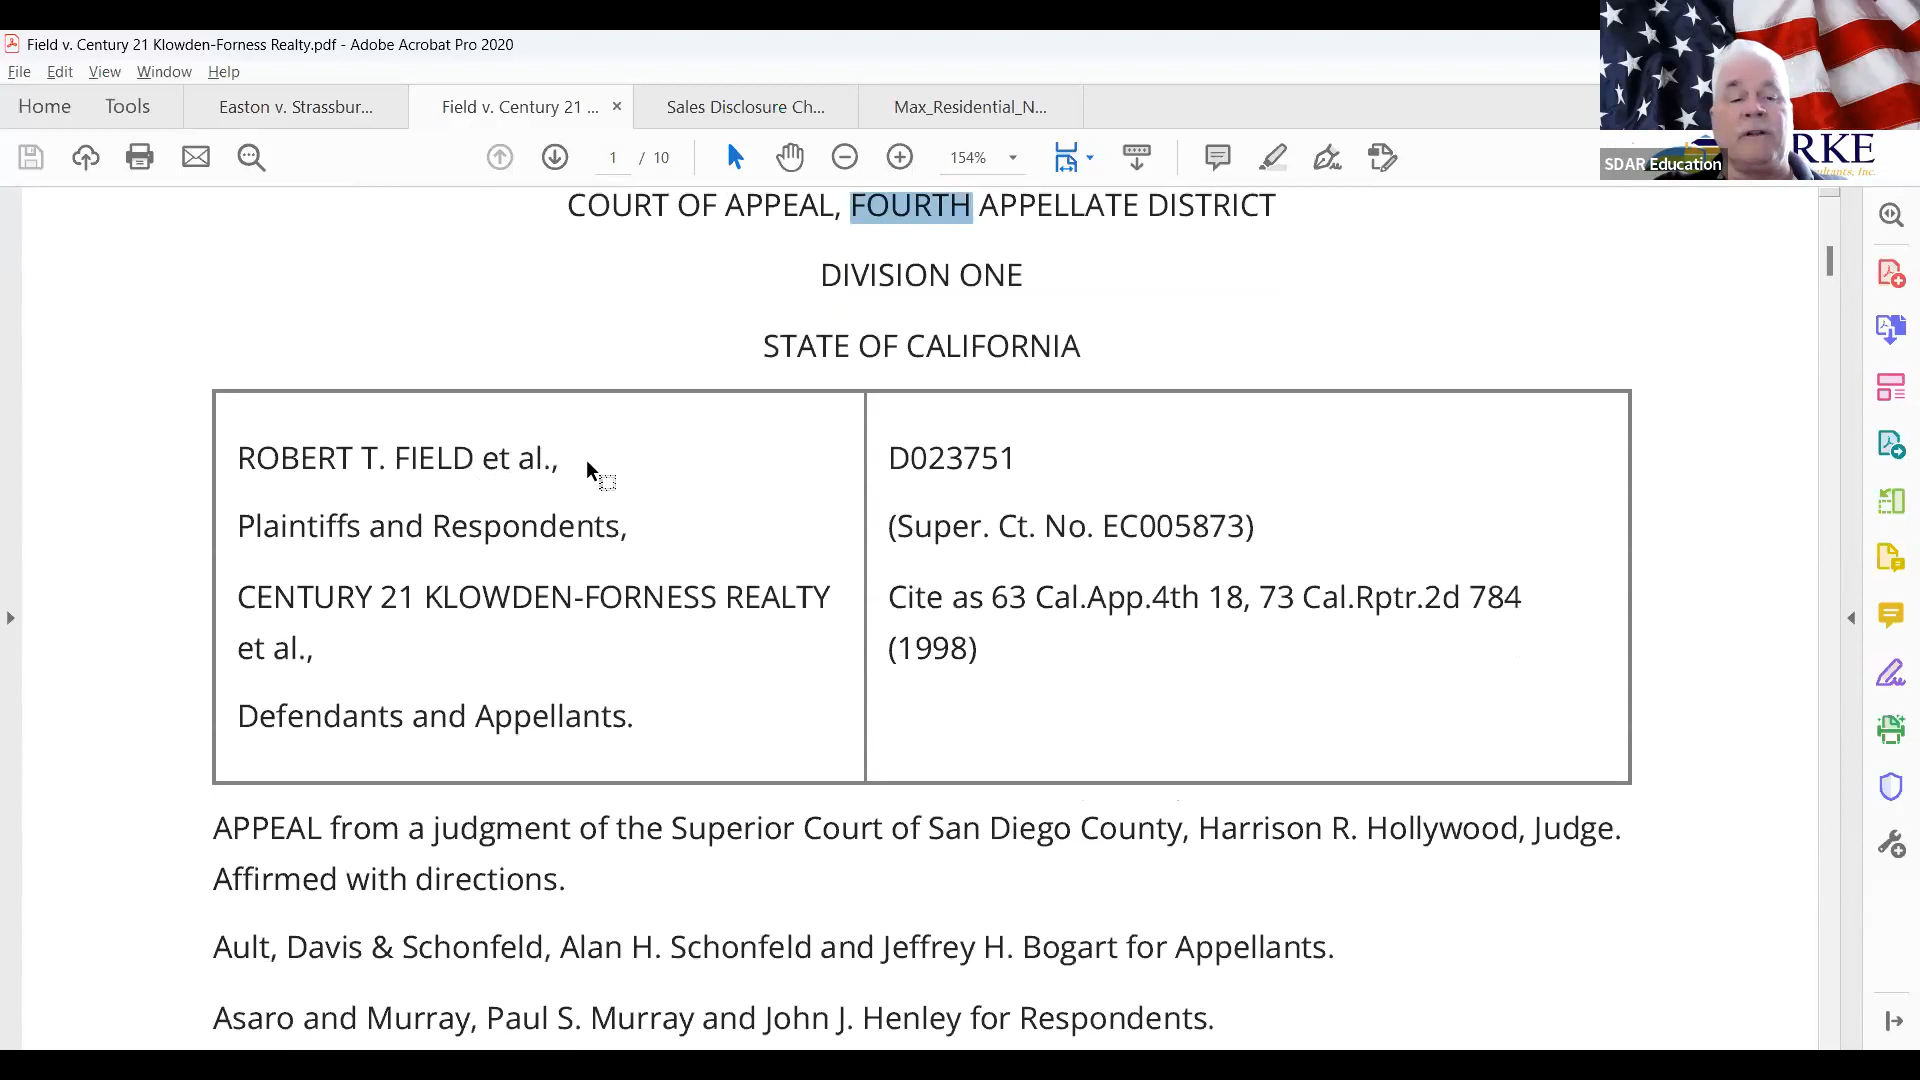 Field v. Century 21 Klowden-Forness Realty.pdf - Adobe Acrobat Pro 2020
File Edit View Window Help
Home Tools Easton v. Strassbur... Field v. Century 21 ... × Sales Disclosure Ch... Max_Residential_N...
1 / 10 154%
RKE
SDAR Education
COURT OF APPEAL, FOURTH APPELLATE DISTRICT
DIVISION ONE
STATE OF CALIFORNIA
ROBERT T. FIELD et al.,
Plaintiffs and Respondents,
CENTURY 21 KLOWDEN-FORNESS REALTY
et al.,
Defendants and Appellants.
D023751
(Super. Ct. No. EC005873)
Cite as 63 Cal.App.4th 18, 73 Cal.Rptr.2d 784
(1998)
APPEAL from a judgment of the Superior Court of San Diego County, Harrison R. Hollywood, Judge.
Affirmed with directions.
Ault, Davis & Schonfeld, Alan H. Schonfeld and Jeffrey H. Bogart for Appellants.
Asaro and Murray, Paul S. Murray and John J. Henley for Respondents.